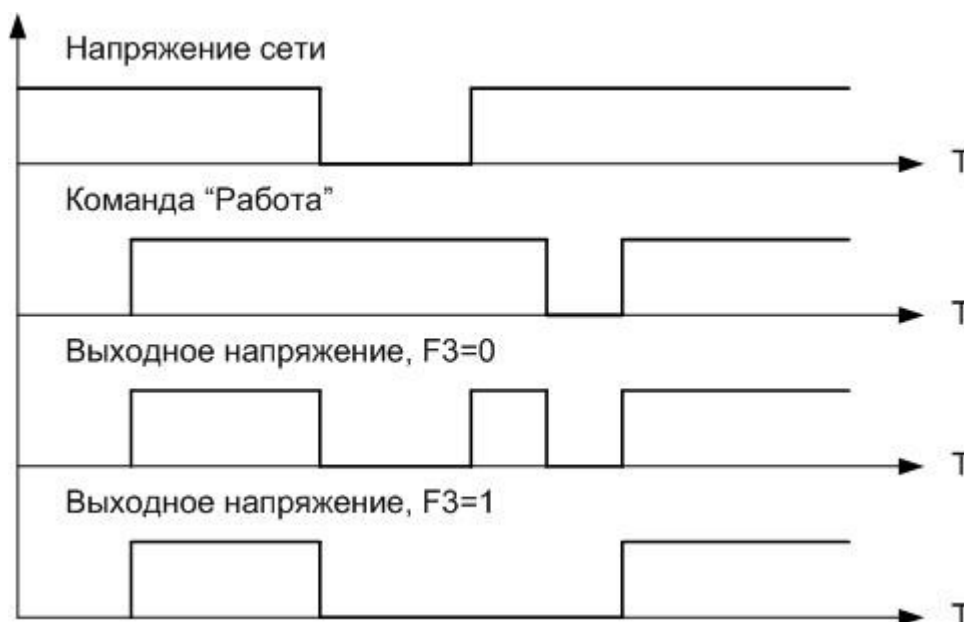 Напряжение сети
T
Команда “Работа”
T
Выходное напряжение, F3=0
T
Выходное напряжение, F3=1
T